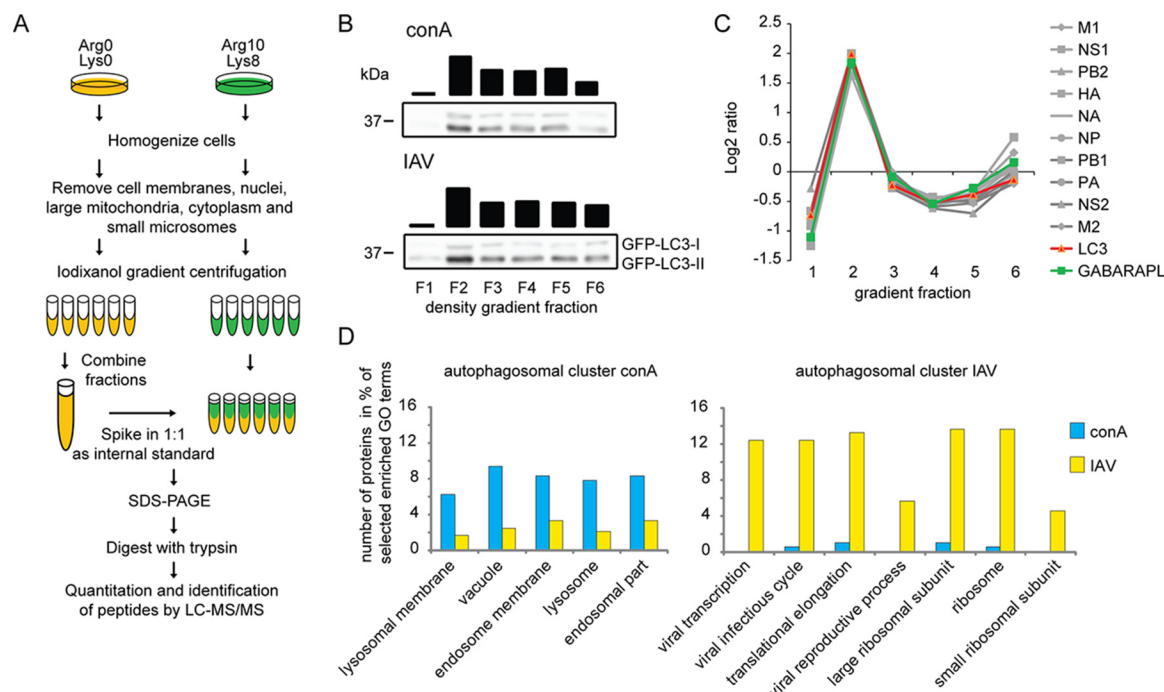 A
Arg0
Lys0
Arg10
Lys8
Homogenize cells
Remove cell membranes, nuclei,
large mitochondria, cytoplasm and
small microsomes
Iodixanol gradient centrifugation
Combine
fractions
Spike in 1:1
as internal standard
SDS-PAGE
Digest with trypsin
Quantitation and identification
of peptides by LC-MS/MS
B
conA
kDa
37
IAV
37
GFP-LC3-I
GFP-LC3-II
F1 F2 F3 F4 F5 F6
density gradient fraction
C
Log2 ratio
2.5
2
1.5
1
0.5
0
-0.5
-1
-1.5
1 2 3 4 5 6
gradient fraction
M1
NS1
PB2
HA
NA
NP
PB1
PA
NS2
M2
LC3
GABARAPL
D
number of proteins in % of
selected enriched GO terms
autophagosomal cluster conA
16
12
8
4
0
lysosomal membrane
vacuole
endosome membrane
lysosome
endosomal part
autophagosomal cluster IAV
16
12
8
4
0
viral transcription
viral infectious cycle
translational elongation
viral reproductive process
large ribosomal subunit
ribosome
small ribosomal subunit
conA
IAV